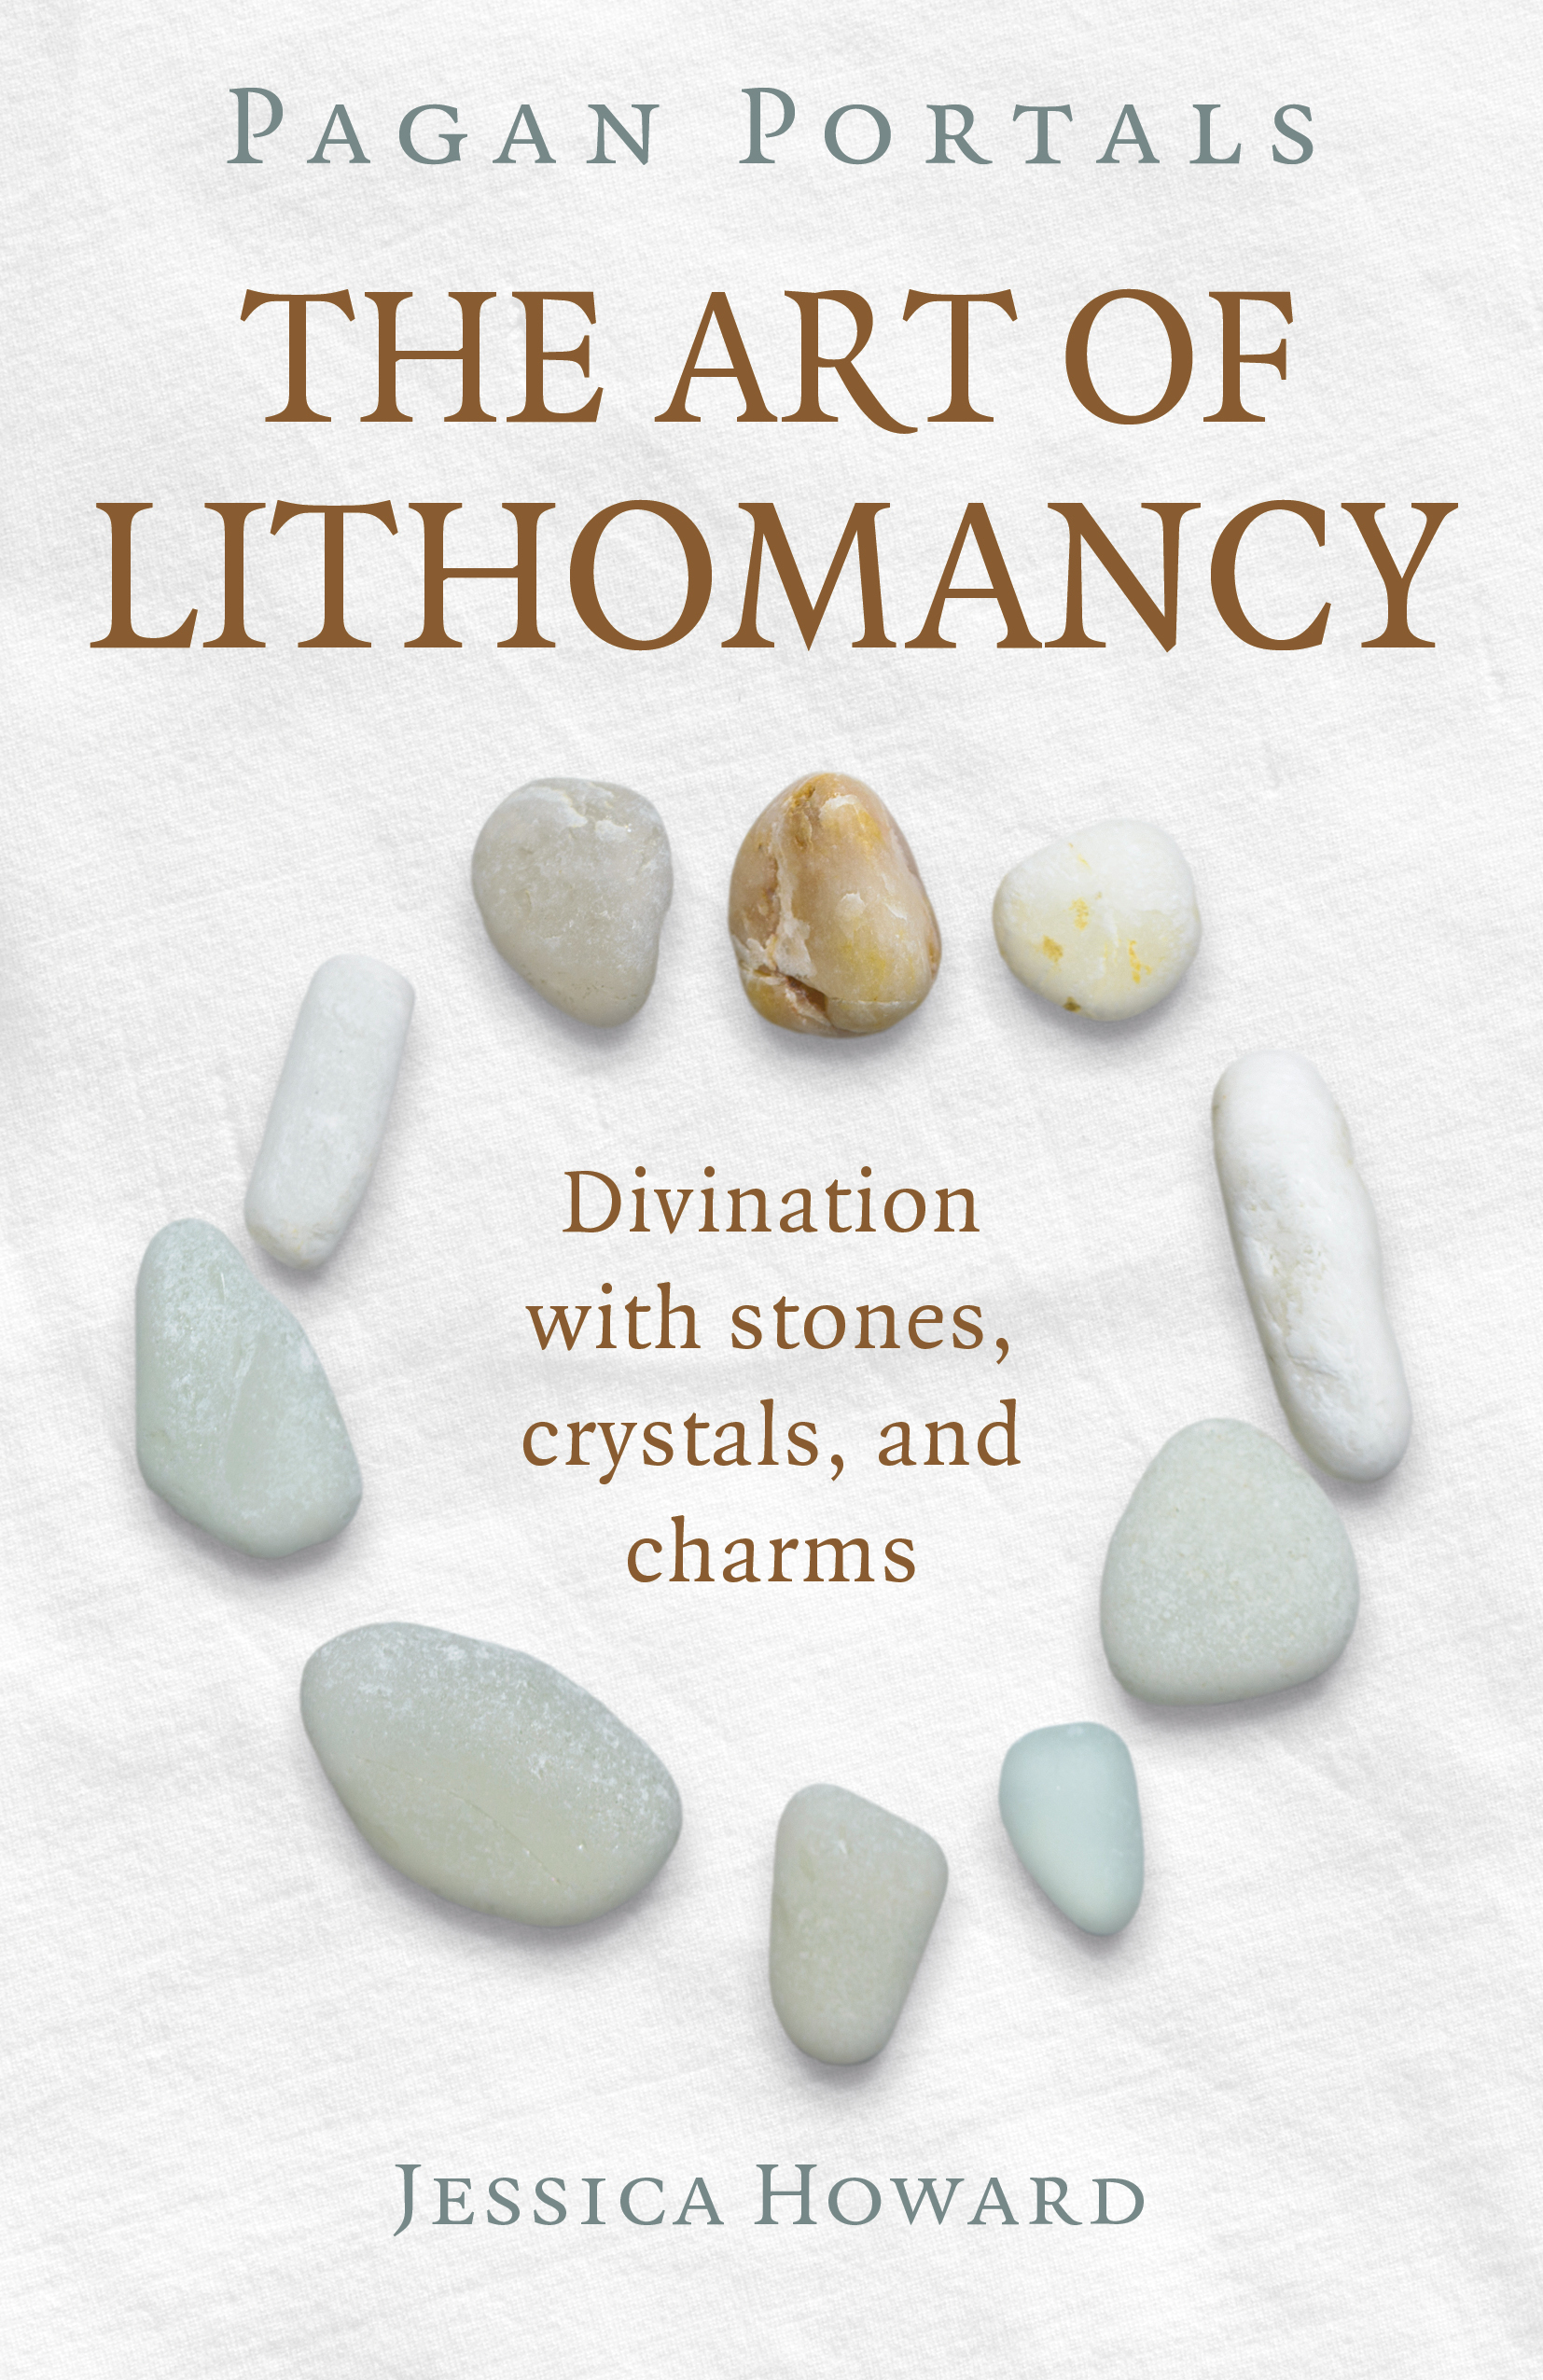 Pagan Portals
THE ART OF
LITHOMANCY
Divination
with stones,
crystals, and
charms
Jessica Howard